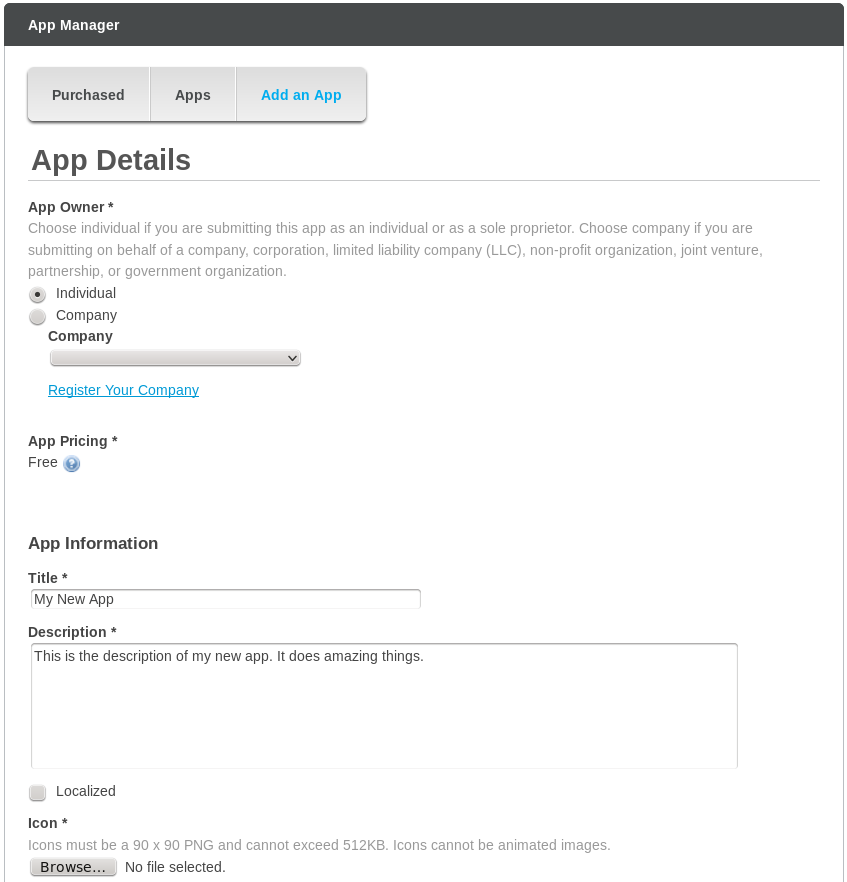 App Manager
Purchased
Apps
Add an App
App Details
App Owner *
Choose individual if you are submitting this app as an individual or as a sole proprietor. Choose company if you are
submitting on behalf of a company, corporation, limited liability company (LLC), non-profit organization, joint venture,
partnership, or government organization.
Individual
Company
Company
Register Your Company
App Pricing *
Free ?
App Information
Title *
My New App
Description *
This is the description of my new app. It does amazing things.
Localized
Icon *
Icons must be a 90 x 90 PNG and cannot exceed 512KB. Icons cannot be animated images.
Browse... No file selected.